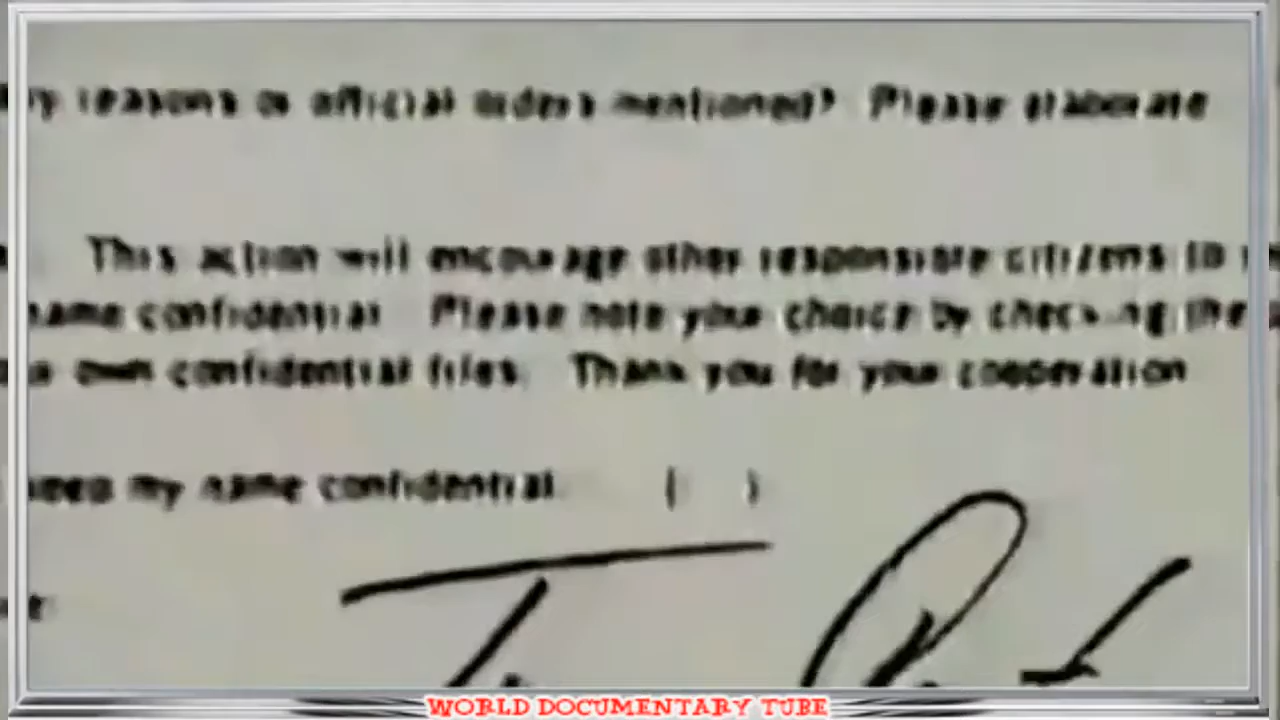 reasons or official orders mentioned? Please elaborate
This action will encourage other responsible citizens to
name confidential. Please note your choice by checking the
own confidential files. Thank you for your cooperation
keep my name confidential. ( )
WORLD DOCUMENTARY TUBE